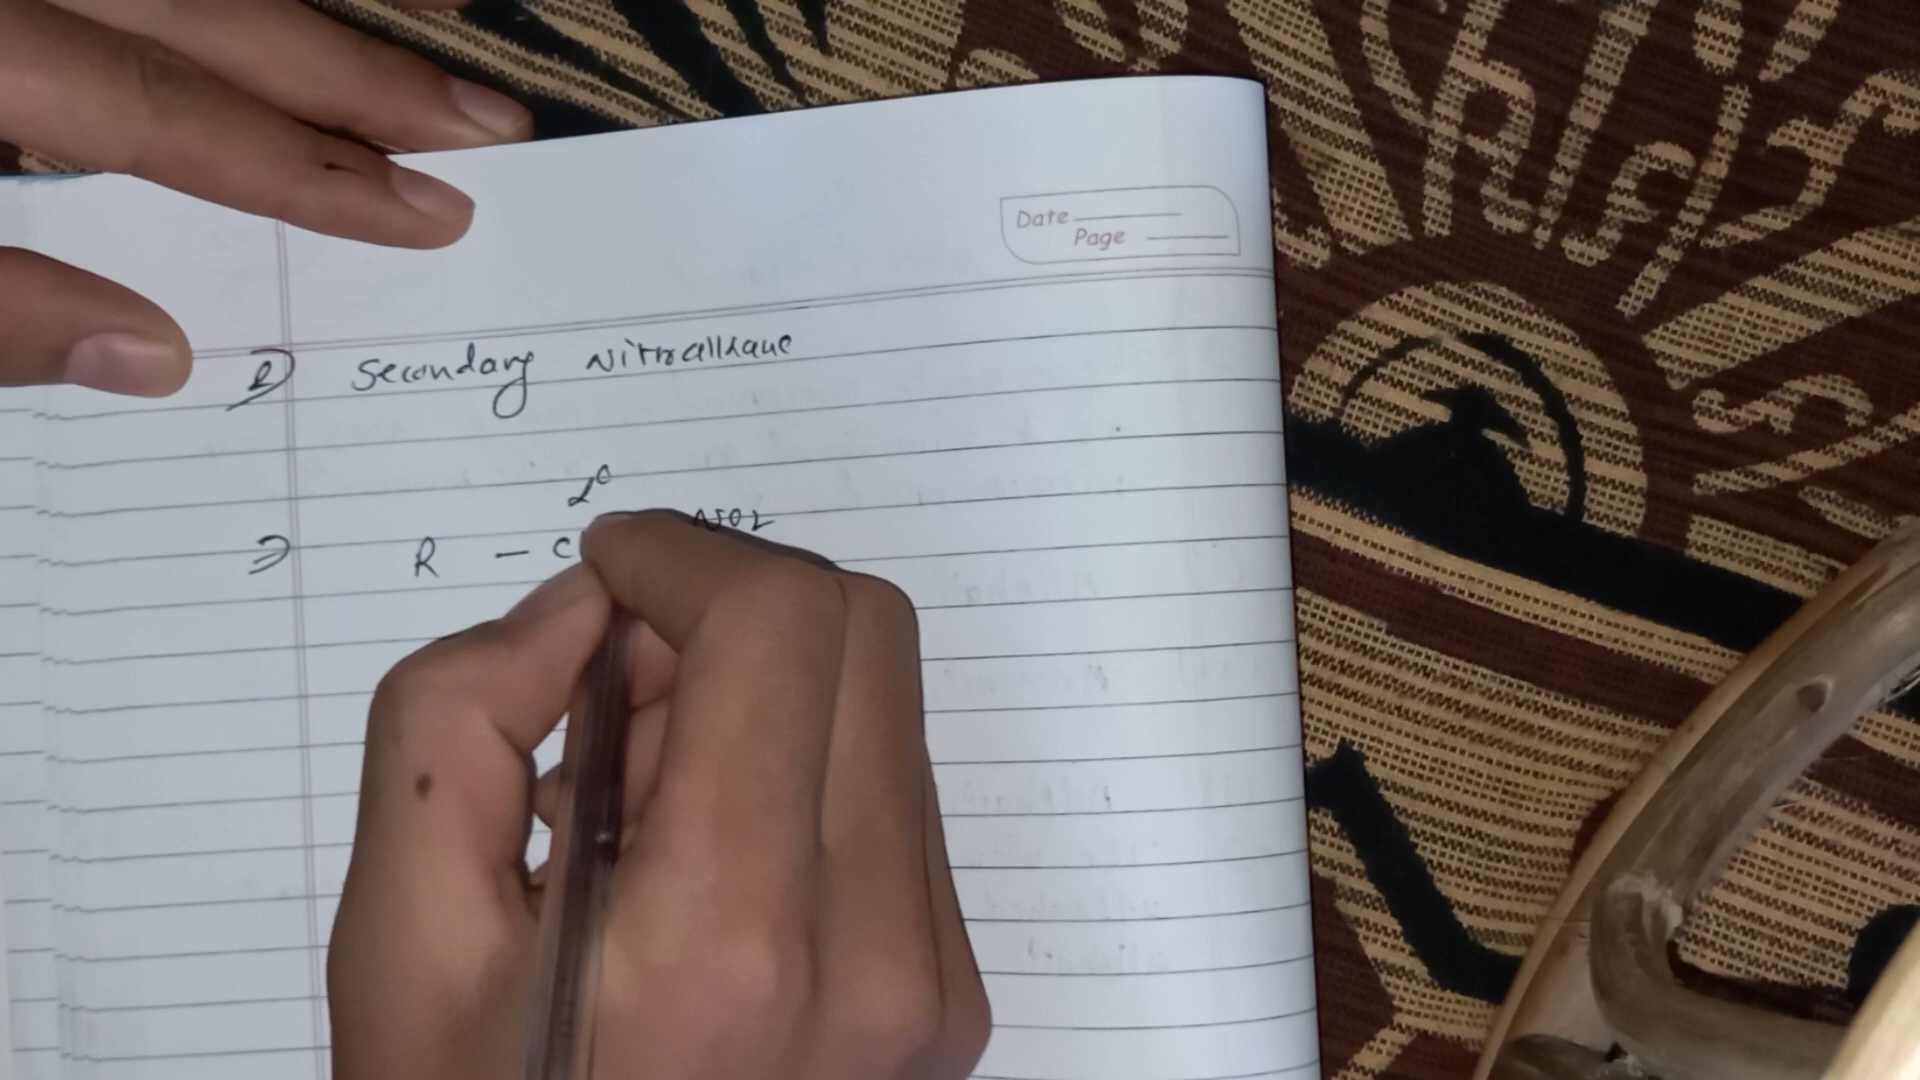 Date
Page
2) Secondary Nitroalkane
2°
⇒ R — C NO2